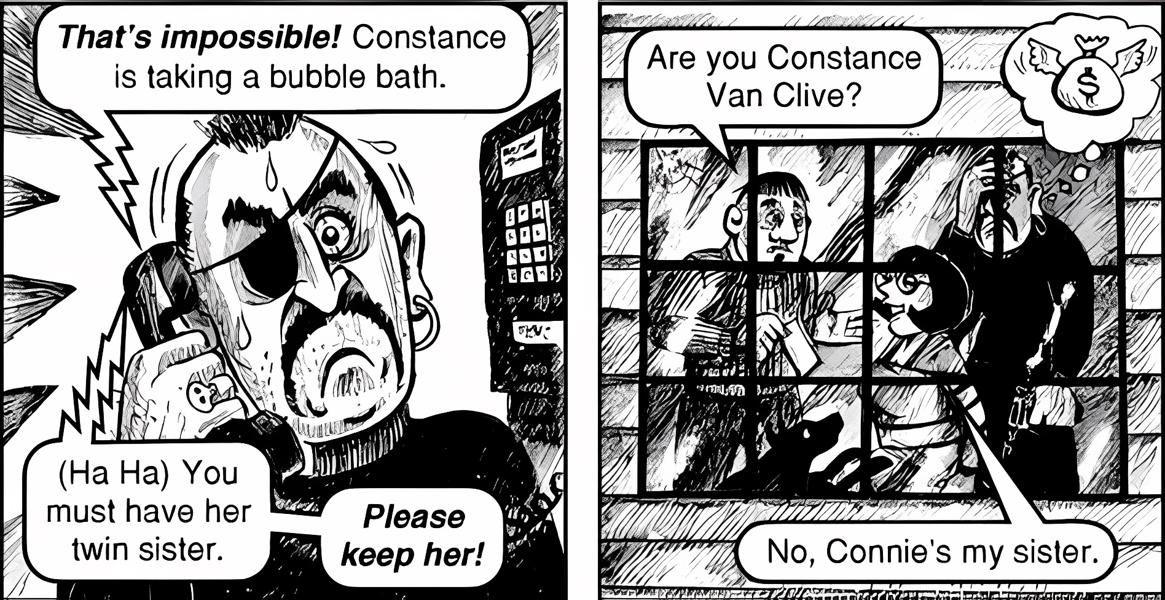 That's impossible! Constance
is taking a bubble bath.
(Ha Ha) You
must have her
twin sister.
Please
keep her!
Are you Constance
Van Clive?
$
No, Connie's my sister.